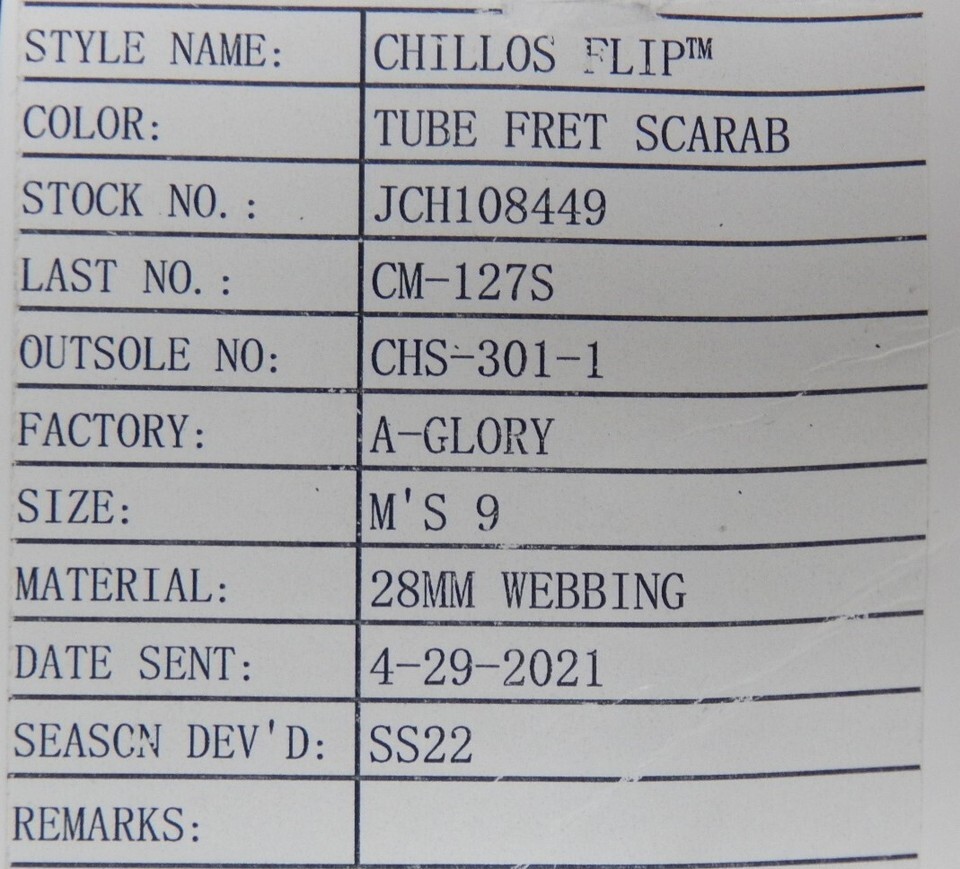 STYLE NAME: CHILLOS FLIP™
COLOR: TUBE FRET SCARAB
STOCK NO.: JCH108449
LAST NO.: CM-127S
OUTSOLE NO: CHS-301-1
FACTORY: A-GLORY
SIZE: M'S 9
MATERIAL: 28MM WEBBING
DATE SENT: 4-29-2021
SEASON DEV'D: SS22
REMARKS: